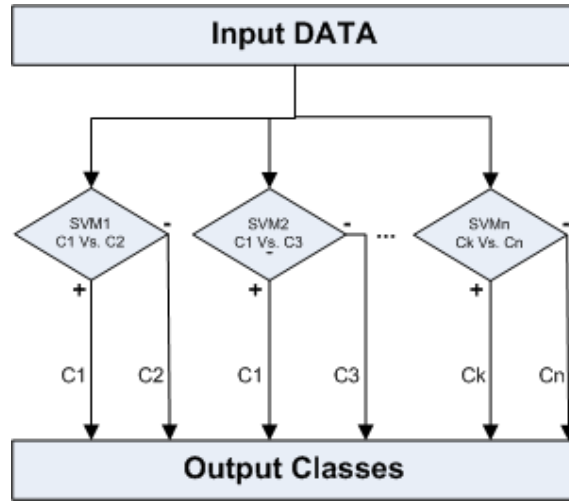 Input DATA
SVM1
C1 Vs. C2
-
+
SVM2
C1 Vs. C3
-
-
+
...
SVMn
Ck Vs. Cn
-
+
C1
C2
C1
C3
Ck
Cn
Output Classes